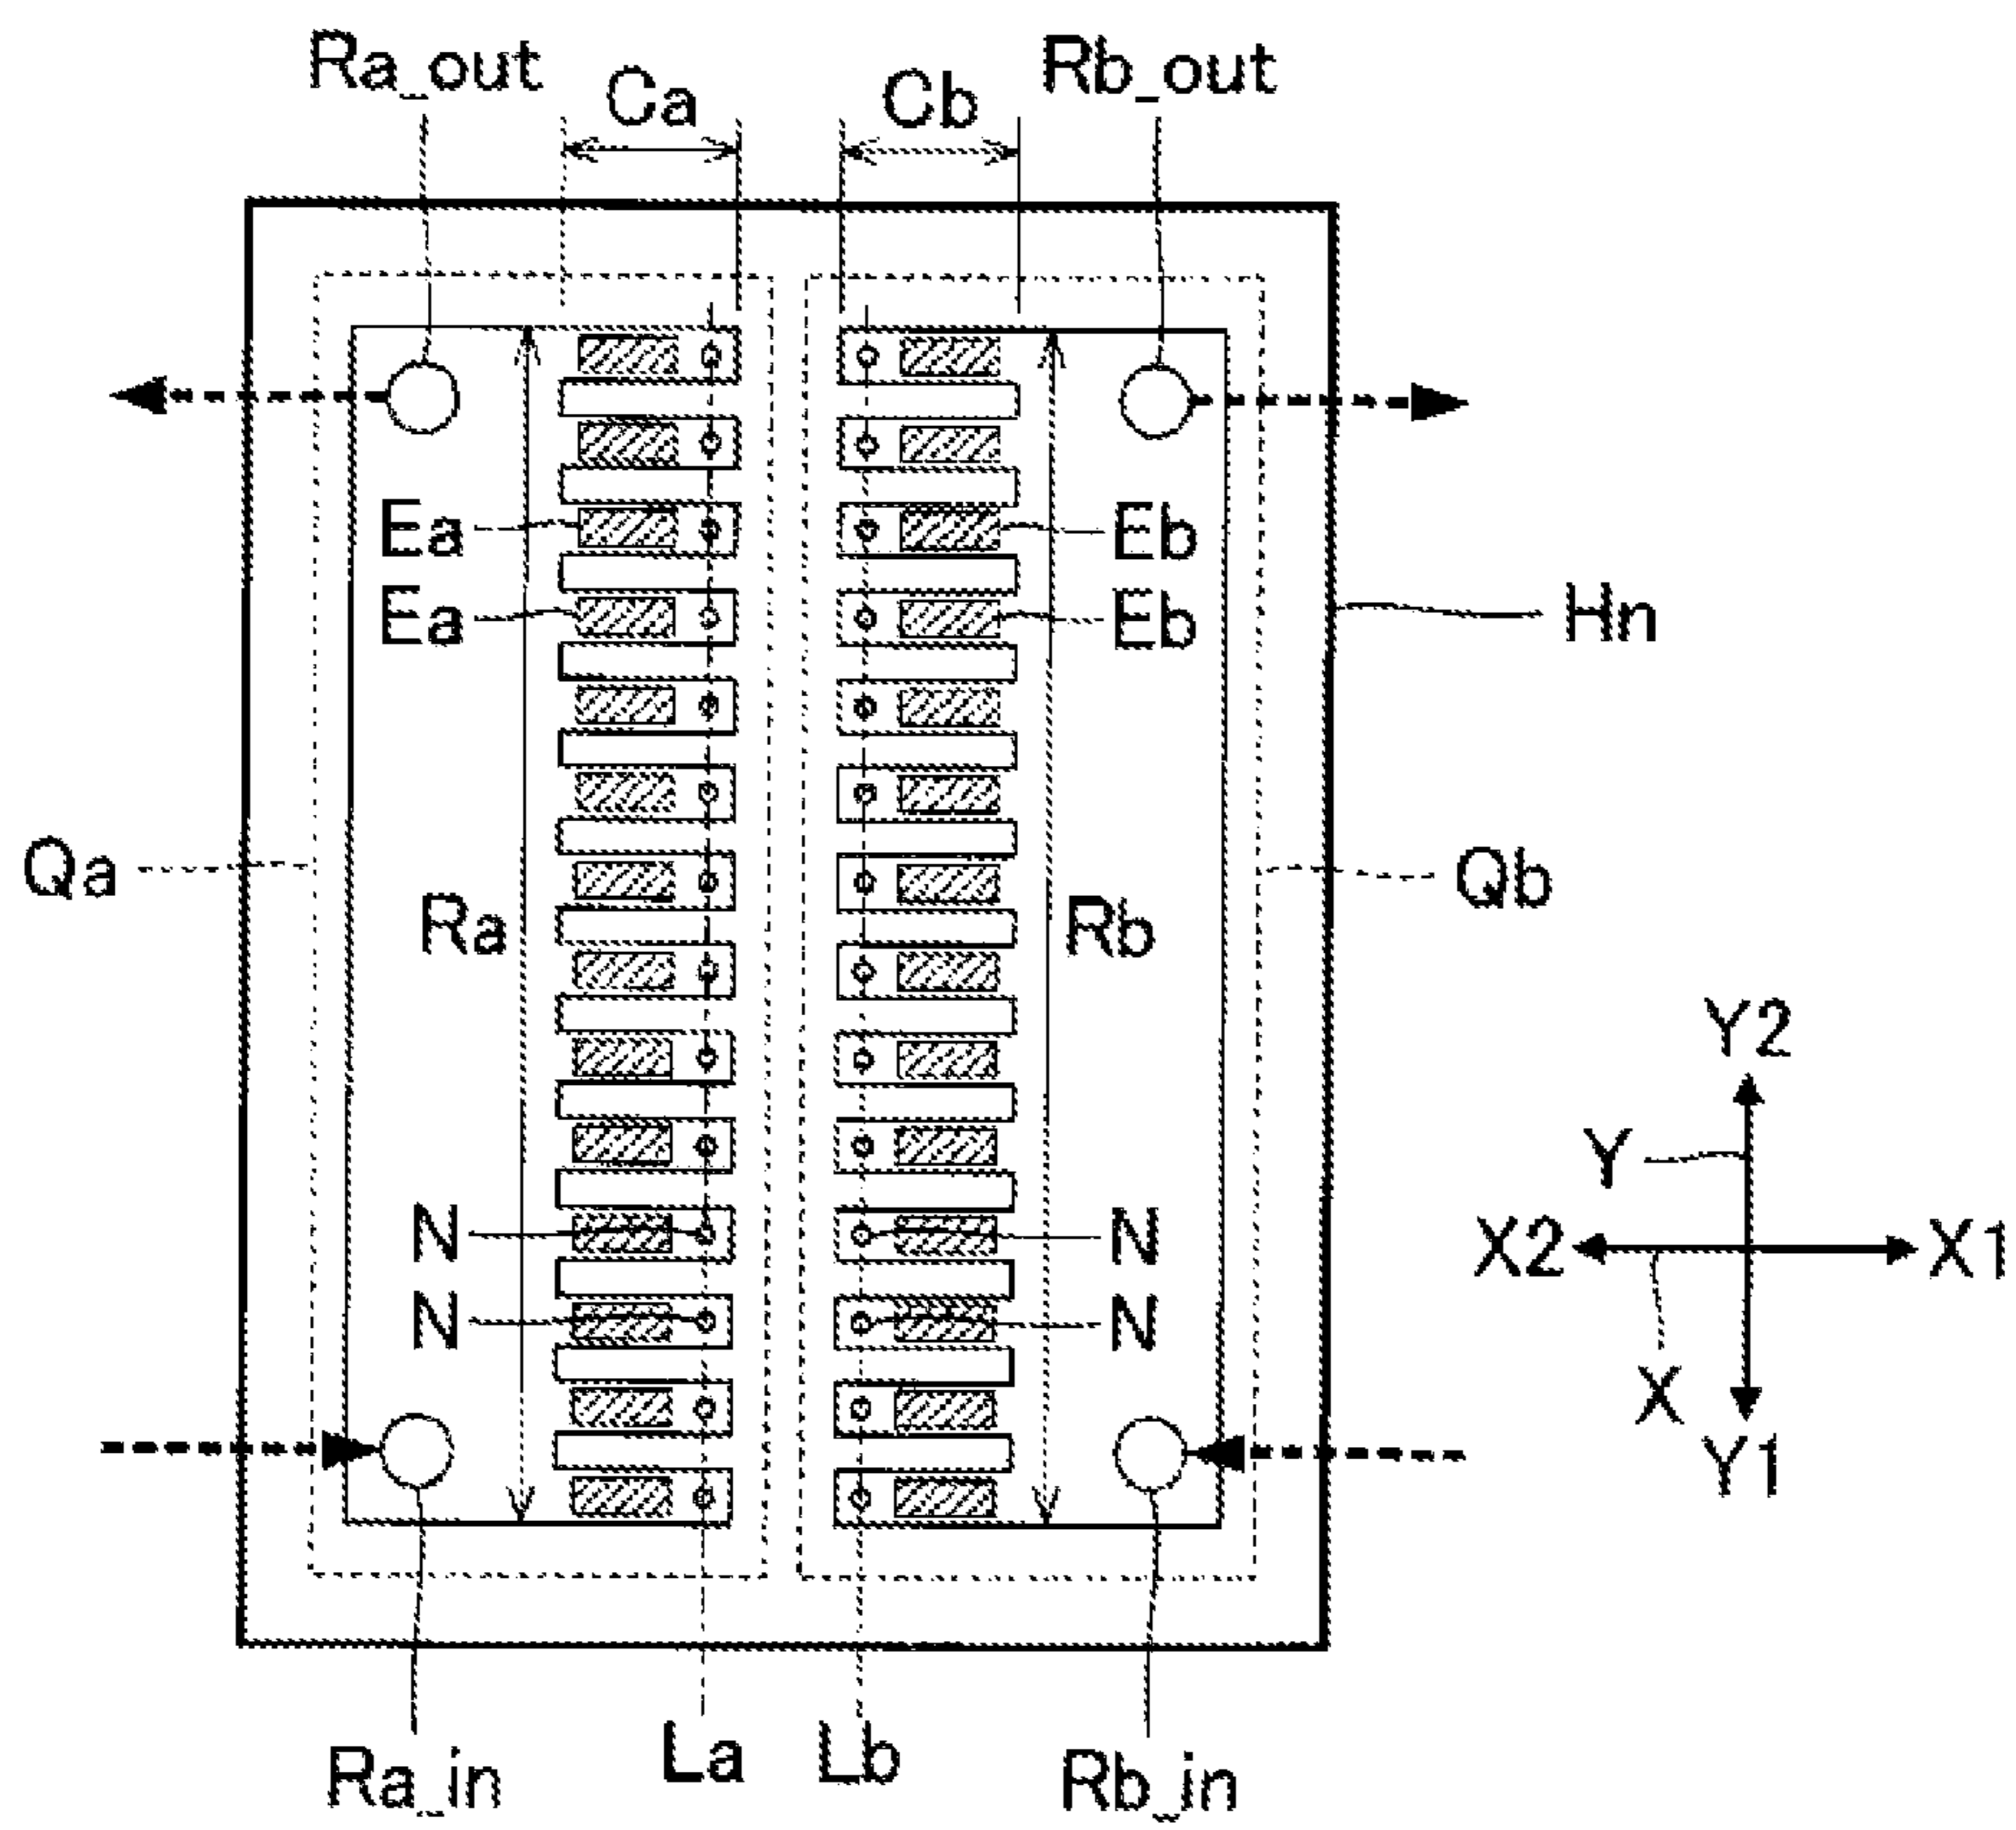 Ra_out
Ca
Cb
Rb_out
Ea
Eb
Ea
Eb
Hn
Qa
Qb
Ra
Rb
Y2
Y
N
N
X2
X1
N
N
X
Y1
Ra_in
La
Lb
Rb_in